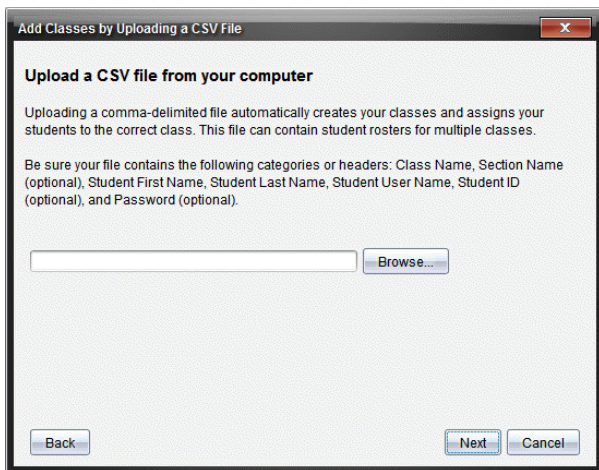 Add Classes by Uploading a CSV File
X
Upload a CSV file from your computer
Uploading a comma-delimited file automatically creates your classes and assigns your
students to the correct class. This file can contain student rosters for multiple classes.
Be sure your file contains the following categories or headers: Class Name, Section Name
(optional), Student First Name, Student Last Name, Student User Name, Student ID
(optional), and Password (optional).
Browse...
Back
Next
Cancel